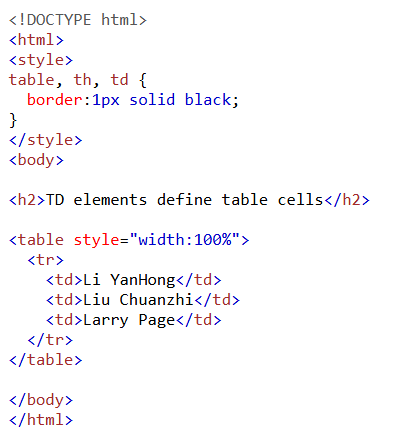 <!DOCTYPE html>
<html>
<style>
table, th, td {
  border:1px solid black;
}
</style>
<body>

<h2>TD elements define table cells</h2>

<table style="width:100%">
  <tr>
    <td>Li YanHong</td>
    <td>Liu Chuanzhi</td>
    <td>Larry Page</td>
  </tr>
</table>

</body>
</html>